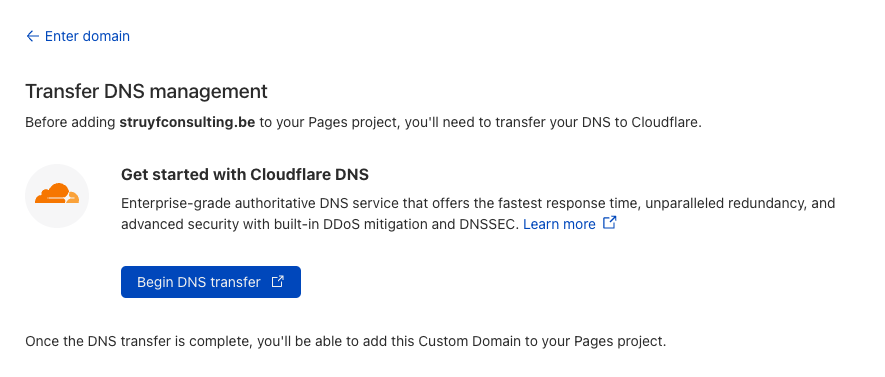 Enter domain
Transfer DNS management
Before adding struyfconsulting.be to your Pages project, you'll need to transfer your DNS to Cloudflare.
Get started with Cloudflare DNS
Enterprise-grade authoritative DNS service that offers the fastest response time, unparalleled redundancy, and
advanced security with built-in DDoS mitigation and DNSSEC. Learn more
Begin DNS transfer
Once the DNS transfer is complete, you'll be able to add this Custom Domain to your Pages project.